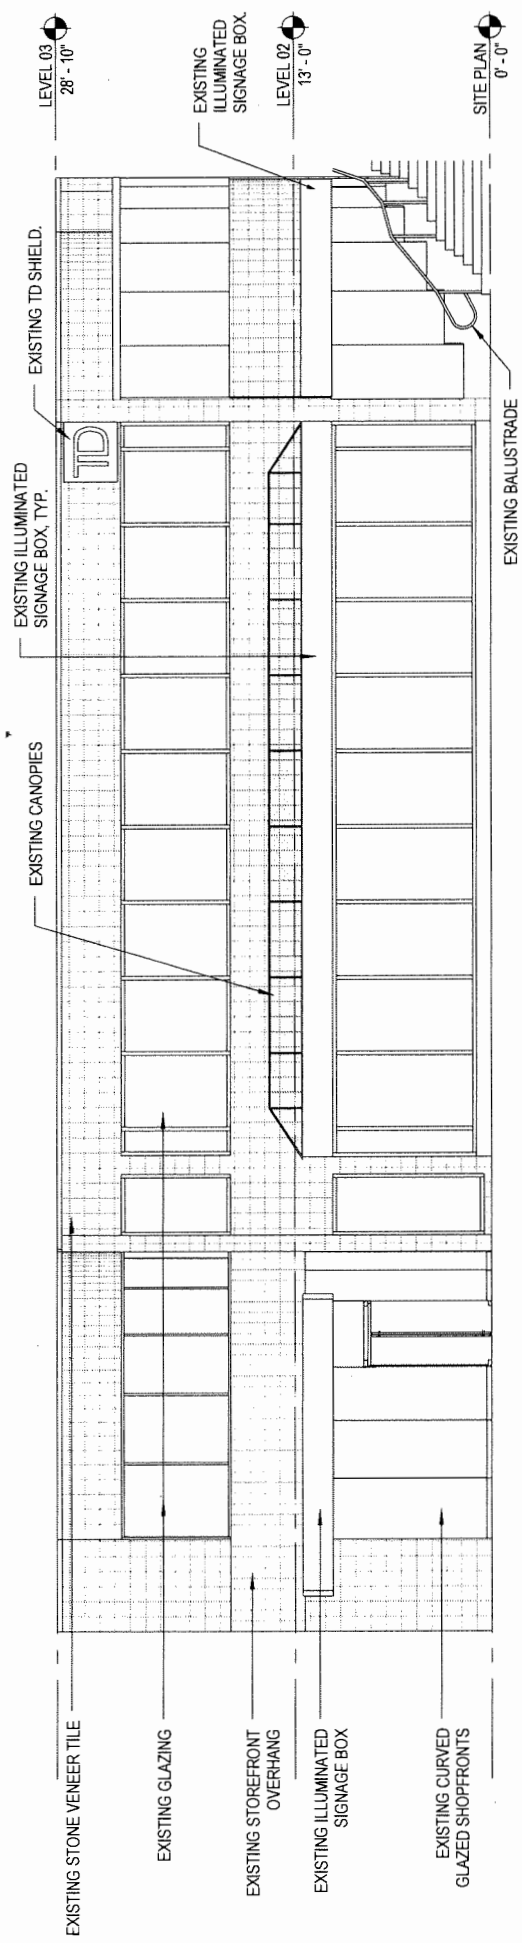 EXISTING STONE VENEER TILE
EXISTING GLAZING
EXISTING STOREFRONT
OVERHANG
EXISTING ILLUMINATED
SIGNAGE BOX
EXISTING CURVED
GLAZED SHOPFRONTS
EXISTING CANOPIES
EXISTING ILLUMINATED
SIGNAGE BOX, TYP.
EXISTING TD SHIELD.
TD
EXISTING BALUSTRADE
EXISTING
ILLUMINATED
SIGNAGE BOX.
LEVEL 03
28' - 10"
LEVEL 02
13' - 0"
SITE PLAN
0' - 0"